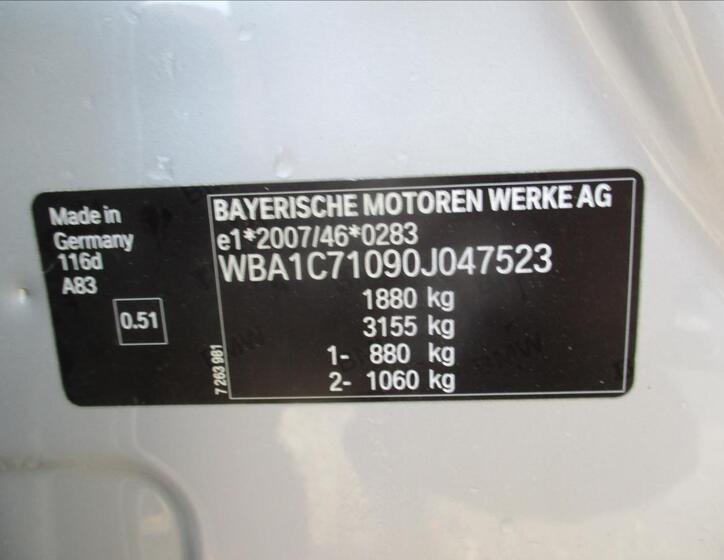 Made in
Germany
116d
A83
0.51
7 263 981
BAYERISCHE MOTOREN WERKE AG
e1*2007/46*0283
WBA1C71090J047523
1880 kg
3155 kg
1- 880 kg
2- 1060 kg
BMW